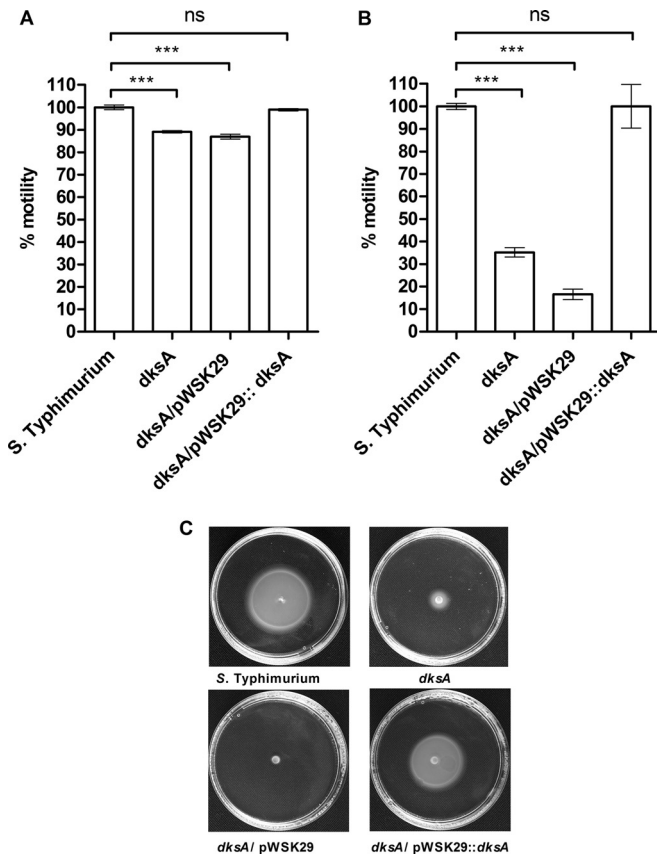 A
ns
***
***
% motility
110
100
90
80
70
60
50
40
30
20
10
0
S. Typhimurium
dksA
dksA/pWSK29
dksA/pWSK29:: dksA
B
ns
***
***
% motility
110
100
90
80
70
60
50
40
30
20
10
0
S. Typhimurium
dksA
dksA/pWSK29
dksA/pWSK29::dksA
C
S. Typhimurium
dksA
dksA/ pWSK29
dksA/ pWSK29::dksA